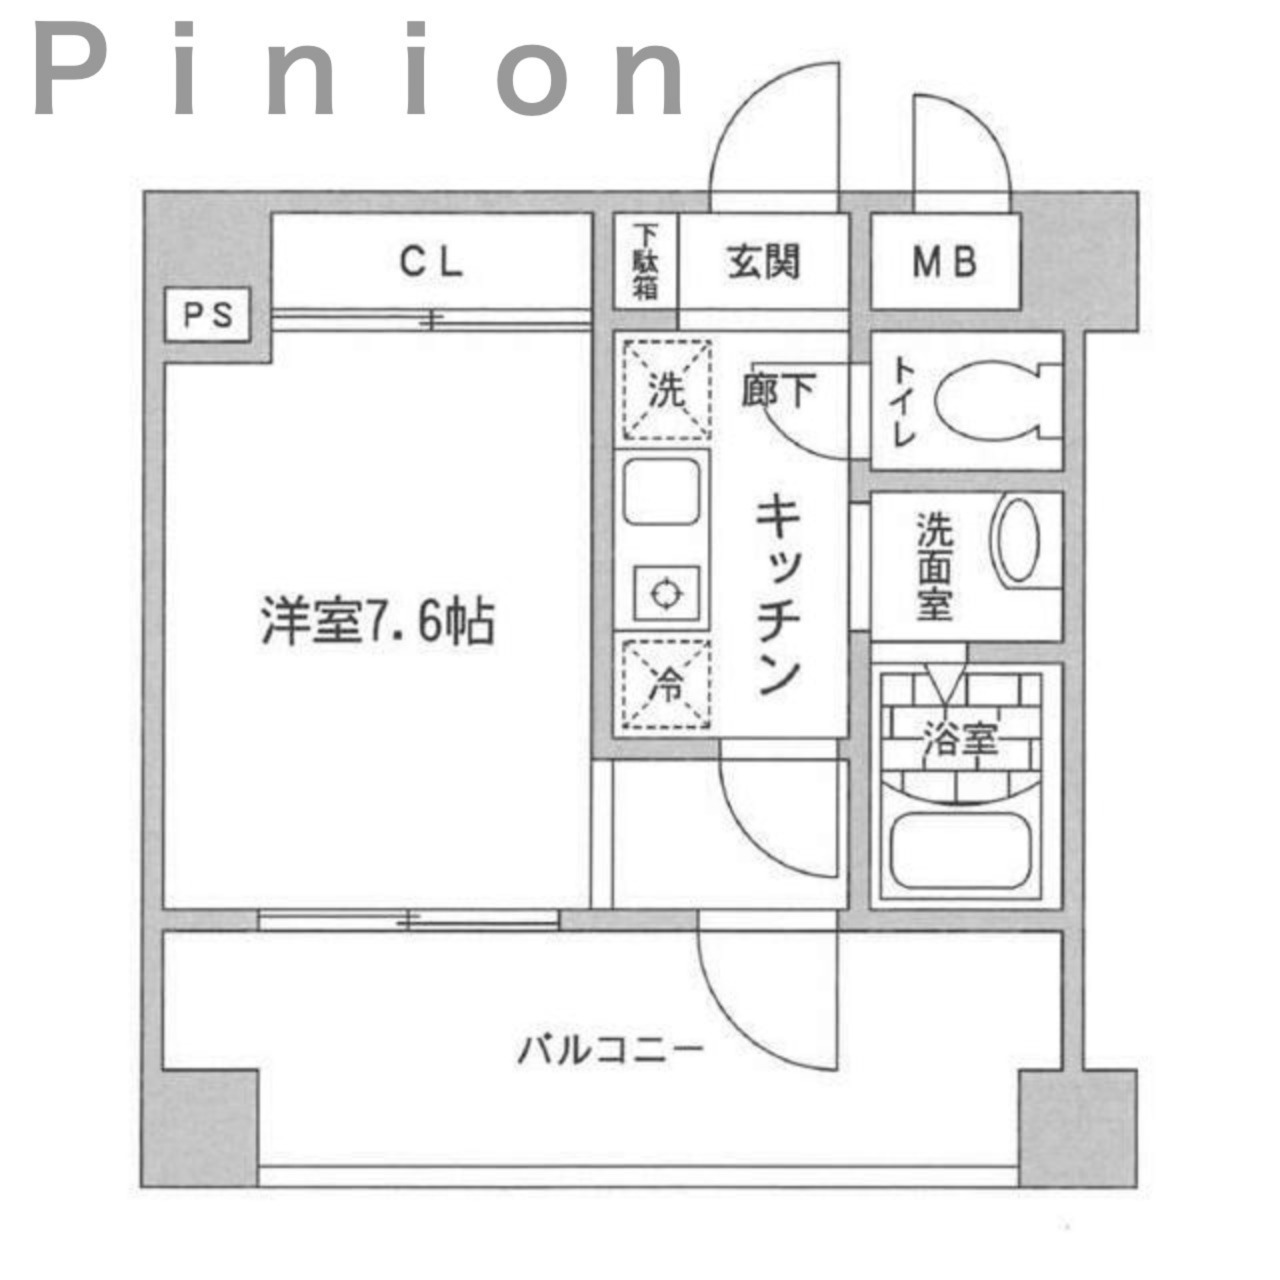 Pinion
CL
下駄箱
玄関
MB
PS
洗
廊下
トイレ
キッチン
洗面室
洋室7.6帖
冷
浴室
バルコニー